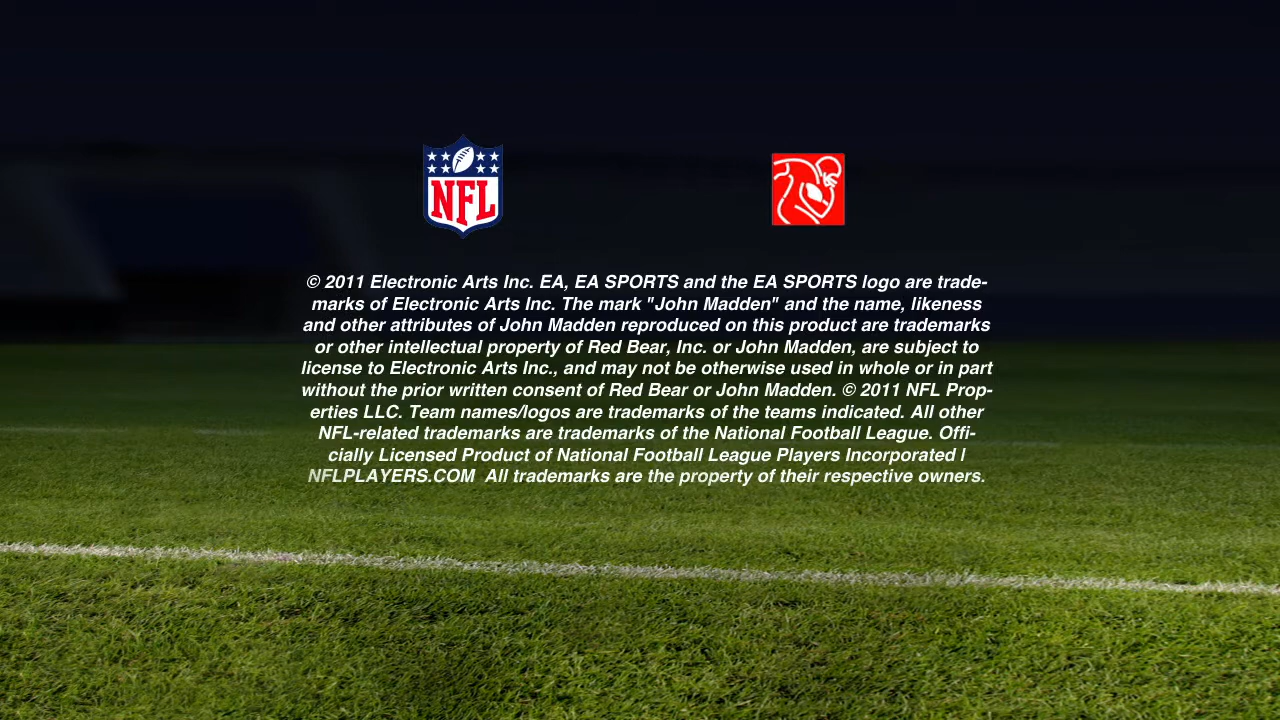 NFL
© 2011 Electronic Arts Inc. EA, EA SPORTS and the EA SPORTS logo are trade-
marks of Electronic Arts Inc. The mark "John Madden" and the name, likeness
and other attributes of John Madden reproduced on this product are trademarks
or other intellectual property of Red Bear, Inc. or John Madden, are subject to
license to Electronic Arts Inc., and may not be otherwise used in whole or in part
without the prior written consent of Red Bear or John Madden. © 2011 NFL Prop-
erties LLC. Team names/logos are trademarks of the teams indicated. All other
NFL-related trademarks are trademarks of the National Football League. Offi-
cially Licensed Product of National Football League Players Incorporated |
NFLPLAYERS.COM  All trademarks are the property of their respective owners.